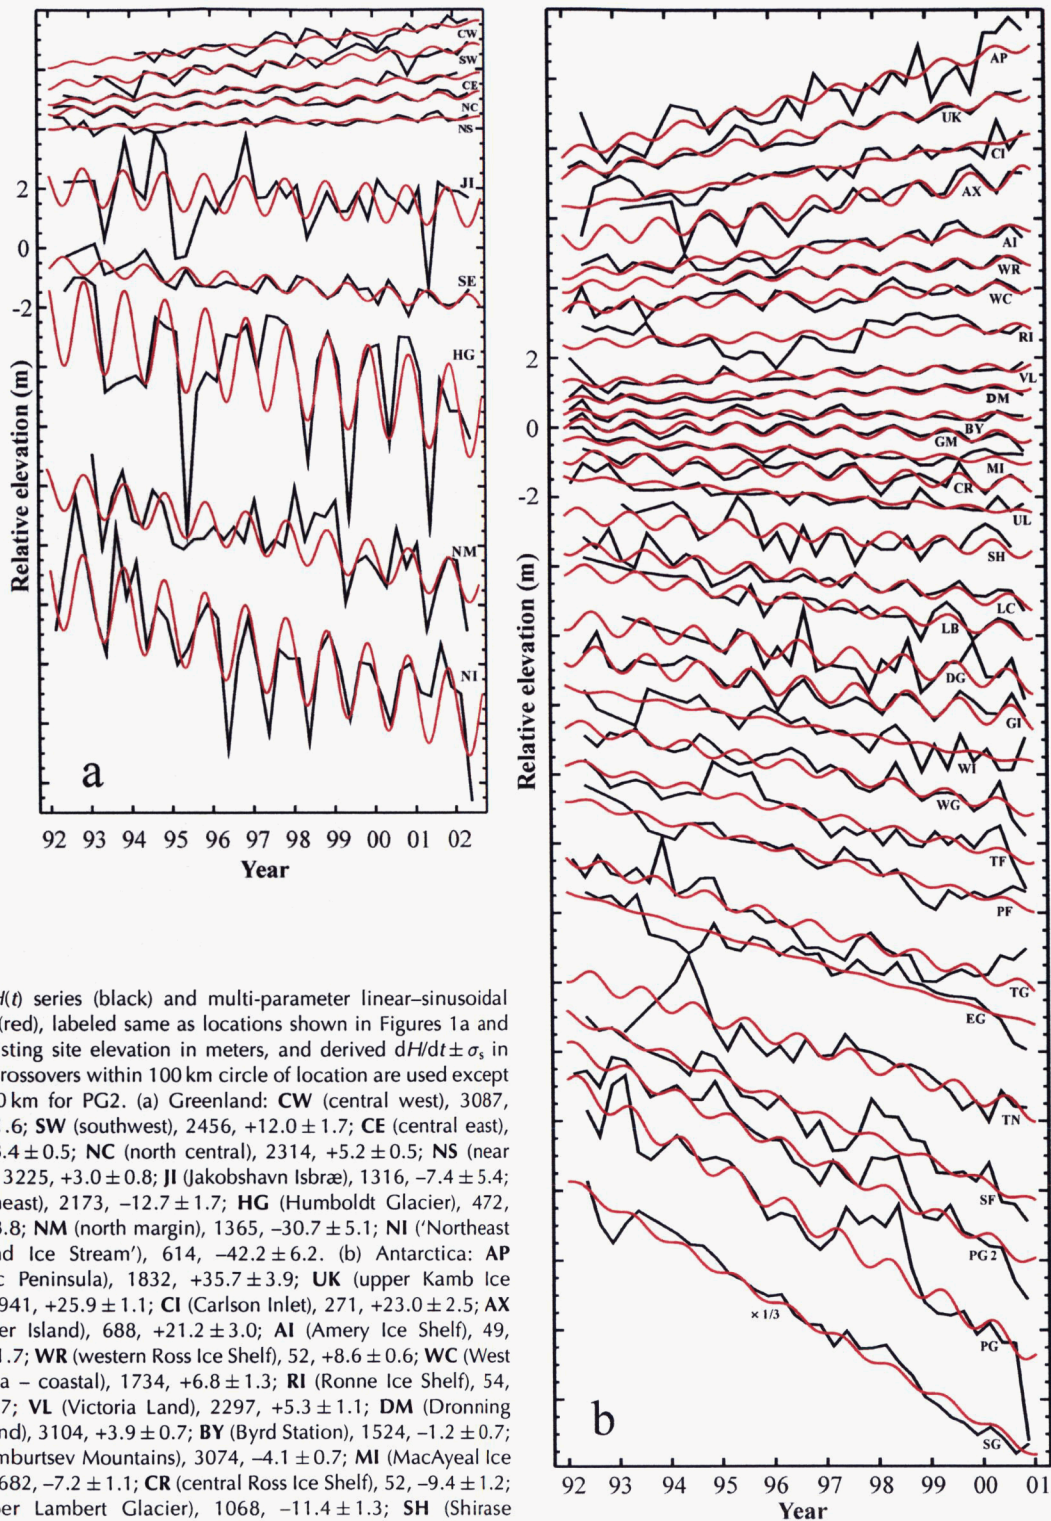 CW
SW
CE
NC
NS
JI
SE
HG
NM
NI
2
0
-2
Relative elevation (m)
a
92 93 94 95 96 97 98 99 00 01 02
Year
AP
UK
CI
AX
AI
WR
WC
RI
VL
DM
BY
GM
MI
CR
UL
SH
LC
LB
DG
GI
WI
WG
TF
PF
TG
EG
TN
SF
PG2
PG
SG
× 1/3
2
0
-2
Relative elevation (m)
b
92 93 94 95 96 97 98 99 00 01
Year
(t) series (black) and multi-parameter linear–sinusoidal
(red), labeled same as locations shown in Figures 1a and
sting site elevation in meters, and derived dH/dt ± σs in
rossovers within 100 km circle of location are used except
0 km for PG2. (a) Greenland: CW (central west), 3087,
.6; SW (southwest), 2456, +12.0 ± 1.7; CE (central east),
.4 ± 0.5; NC (north central), 2314, +5.2 ± 0.5; NS (near
3225, +3.0 ± 0.8; JI (Jakobshavn Isbræ), 1316, –7.4 ± 5.4;
east), 2173, –12.7 ± 1.7; HG (Humboldt Glacier), 472,
.8; NM (north margin), 1365, –30.7 ± 5.1; NI ('Northeast
d Ice Stream'), 614, –42.2 ± 6.2. (b) Antarctica: AP
c Peninsula), 1832, +35.7 ± 3.9; UK (upper Kamb Ice
941, +25.9 ± 1.1; CI (Carlson Inlet), 271, +23.0 ± 2.5; AX
er Island), 688, +21.2 ± 3.0; AI (Amery Ice Shelf), 49,
1.7; WR (western Ross Ice Shelf), 52, +8.6 ± 0.6; WC (West
a – coastal), 1734, +6.8 ± 1.3; RI (Ronne Ice Shelf), 54,
7; VL (Victoria Land), 2297, +5.3 ± 1.1; DM (Dronning
nd), 3104, +3.9 ± 0.7; BY (Byrd Station), 1524, –1.2 ± 0.7;
mburtsev Mountains), 3074, –4.1 ± 0.7; MI (MacAyeal Ice
682, –7.2 ± 1.1; CR (central Ross Ice Shelf), 52, –9.4 ± 1.2;
er Lambert Glacier), 1068, –11.4 ± 1.3; SH (Shirase